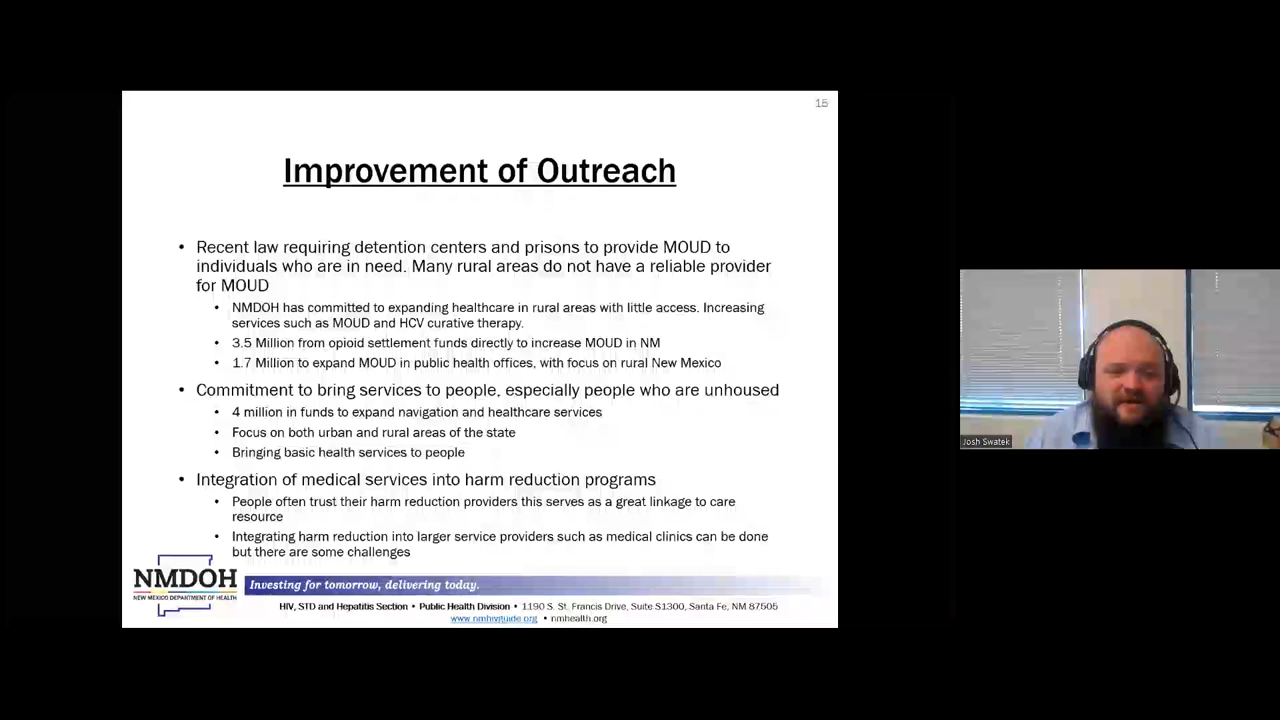 15
Improvement of Outreach
• Recent law requiring detention centers and prisons to provide MOUD to
individuals who are in need. Many rural areas do not have a reliable provider
for MOUD
• NMDOH has committed to expanding healthcare in rural areas with little access. Increasing
services such as MOUD and HCV curative therapy.
• 3.5 Million from opioid settlement funds directly to increase MOUD in NM
• 1.7 Million to expand MOUD in public health offices, with focus on rural New Mexico
• Commitment to bring services to people, especially people who are unhoused
• 4 million in funds to expand navigation and healthcare services
• Focus on both urban and rural areas of the state
• Bringing basic health services to people
• Integration of medical services into harm reduction programs
• People often trust their harm reduction providers this serves as a great linkage to care
resource
• Integrating harm reduction into larger service providers such as medical clinics can be done
but there are some challenges
NMDOH
NEW MEXICO DEPARTMENT OF HEALTH
Investing for tomorrow, delivering today.
HIV, STD and Hepatitis Section • Public Health Division • 1190 S. St. Francis Drive, Suite S1300, Santa Fe, NM 87505
www.nmhivguide.org • nmhealth.org
Josh Swatek